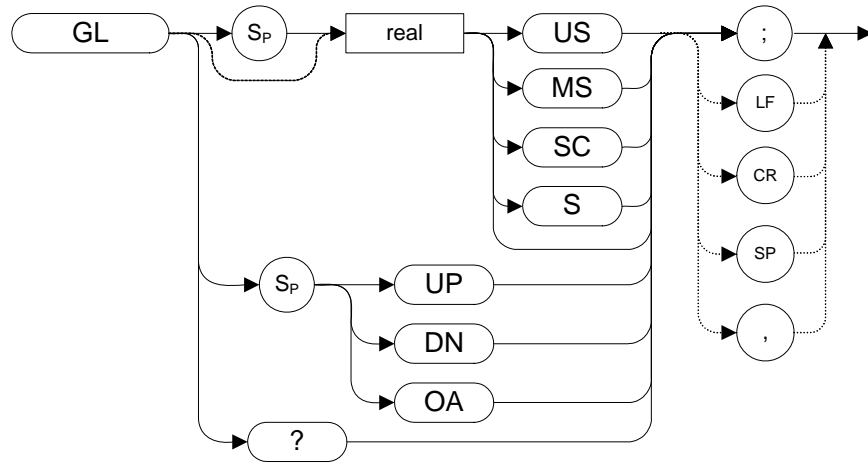 GL SP real US ;
MS LF
SC CR
S SP
SP UP ,
DN
OA
?